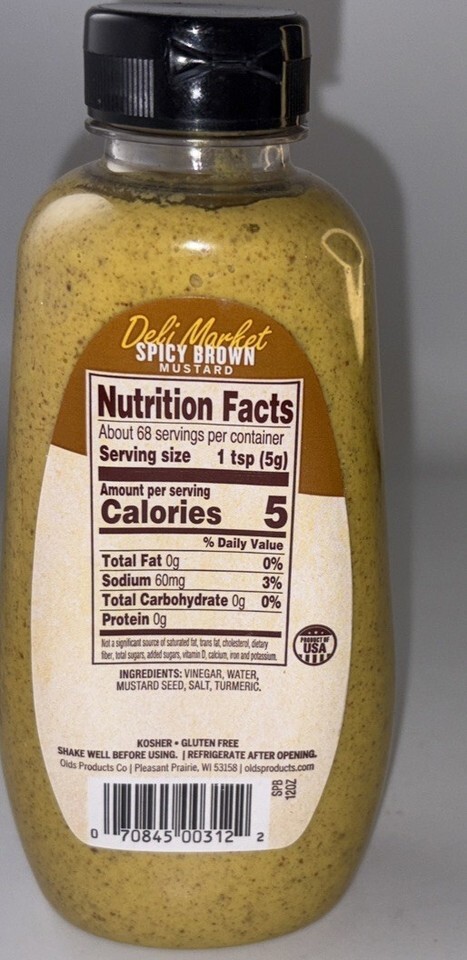 Deli Market
SPICY BROWN
MUSTARD
Nutrition Facts
About 68 servings per container
Serving size 1 tsp (5g)
Amount per serving
Calories 5
% Daily Value
Total Fat 0g 0%
Sodium 60mg 3%
Total Carbohydrate 0g 0%
Protein 0g
Not a significant source of saturated fat, trans fat, cholesterol, dietary
fiber, total sugars, added sugars, vitamin D, calcium, iron and potassium.
PRODUCT OF
USA
INGREDIENTS: VINEGAR, WATER,
MUSTARD SEED, SALT, TURMERIC.
KOSHER • GLUTEN FREE
SHAKE WELL BEFORE USING. | REFRIGERATE AFTER OPENING.
Olds Products Co | Pleasant Prairie, WI 53158 | oldsproducts.com
SPB
12OZ
0 70845 00312 2